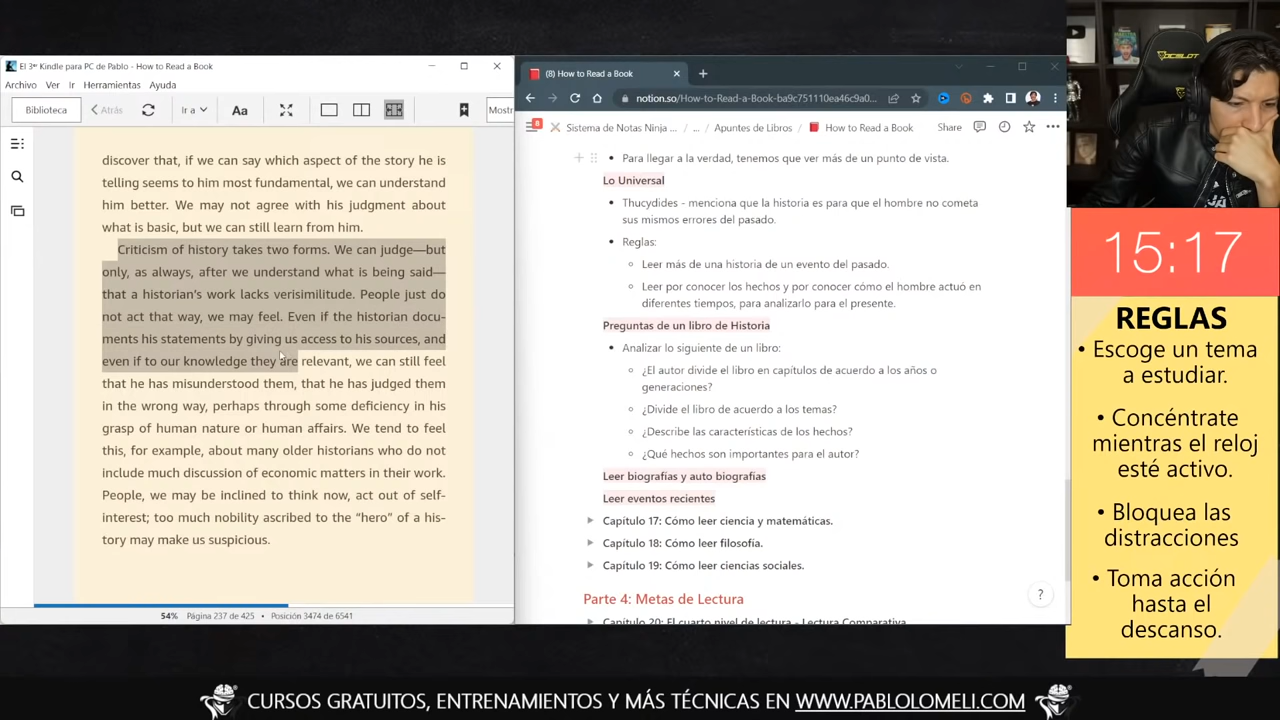 El 3er Kindle para PC de Pablo - How to Read a Book
Archivo Ver Ir Herramientas Ayuda
Biblioteca Atrás Ir a Aa Mostr
discover that, if we can say which aspect of the story he is
telling seems to him most fundamental, we can understand
him better. We may not agree with his judgment about
what is basic, but we can still learn from him.
Criticism of history takes two forms. We can judge—but
only, as always, after we understand what is being said—
that a historian's work lacks verisimilitude. People just do
not act that way, we may feel. Even if the historian docu-
ments his statements by giving us access to his sources, and
even if to our knowledge they are relevant, we can still feel
that he has misunderstood them, that he has judged them
in the wrong way, perhaps through some deficiency in his
grasp of human nature or human affairs. We tend to feel
this, for example, about many older historians who do not
include much discussion of economic matters in their work.
People, we may be inclined to think now, act out of self-
interest; too much nobility ascribed to the “hero” of a his-
tory may make us suspicious.
54% Página 237 de 425 • Posición 3474 de 6541
(8) How to Read a Book
notion.so/How-to-Read-a-Book-ba9c751110ea46c9a0...
8 Sistema de Notas Ninja ... / ... / Apuntes de Libros / How to Read a Book Share
• Para llegar a la verdad, tenemos que ver más de un punto de vista.
Lo Universal
• Thucydides - menciona que la historia es para que el hombre no cometa
sus mismos errores del pasado.
• Reglas:
Leer más de una historia de un evento del pasado.
Leer por conocer los hechos y por conocer cómo el hombre actuó en
diferentes tiempos, para analizarlo para el presente.
Preguntas de un libro de Historia
• Analizar lo siguiente de un libro:
¿El autor divide el libro en capítulos de acuerdo a los años o
generaciones?
¿Divide el libro de acuerdo a los temas?
¿Describe las características de los hechos?
¿Qué hechos son importantes para el autor?
Leer biografías y auto biografías
Leer eventos recientes
Capítulo 17: Cómo leer ciencia y matemáticas.
Capítulo 18: Cómo leer filosofía.
Capítulo 19: Cómo leer ciencias sociales.
Parte 4: Metas de Lectura
Capítulo 20: El cuarto nivel de lectura - Lectura Comparativa
?
15:17
REGLAS
• Escoge un tema
a estudiar.
• Concéntrate
mientras el reloj
esté activo.
• Bloquea las
distracciones
• Toma acción
hasta el
descanso.
CURSOS GRATUITOS, ENTRENAMIENTOS Y MÁS TÉCNICAS EN WWW.PABLOLOMELI.COM